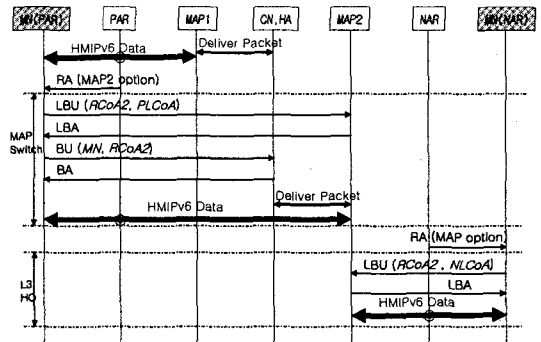 MN(PAR) PAR MAP1 CN,HA MAP2 NAR MN(NAR)
HMIPv6 Data
Deliver Packet
RA (MAP2 option)
LBU (RCoA2, PLCoA)
LBA
MAP
Switch
BU (MN, RCoA2)
BA
Deliver Packet
HMIPv6 Data
RA (MAP option)
LBU (RCoA2, NLCoA)
LBA
L3
HO
HMIPv6 Data